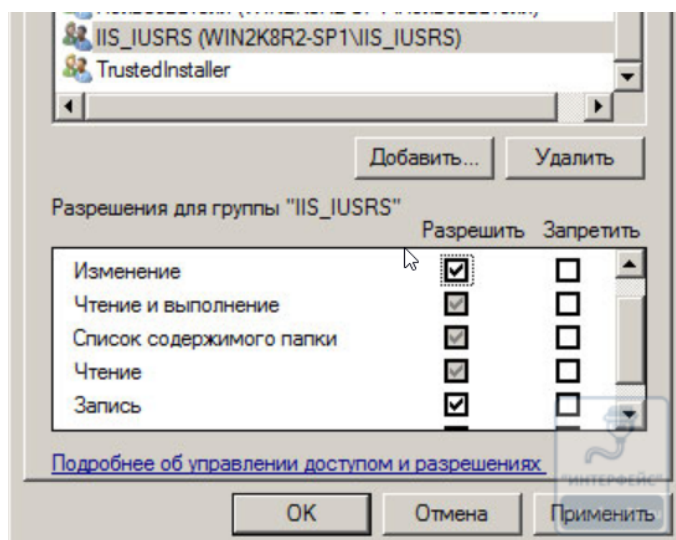 IIS_IUSRS (WIN2K8R2-SP1\IIS_IUSRS)
TrustedInstaller
Добавить...
Удалить
Разрешения для группы "IIS_IUSRS"
Разрешить Запретить
Изменение
Чтение и выполнение
Список содержимого папки
Чтение
Запись
Подробнее об управлении доступом и разрешениях
"ИНТЕРФЕЙС"
OK
Отмена
Применить